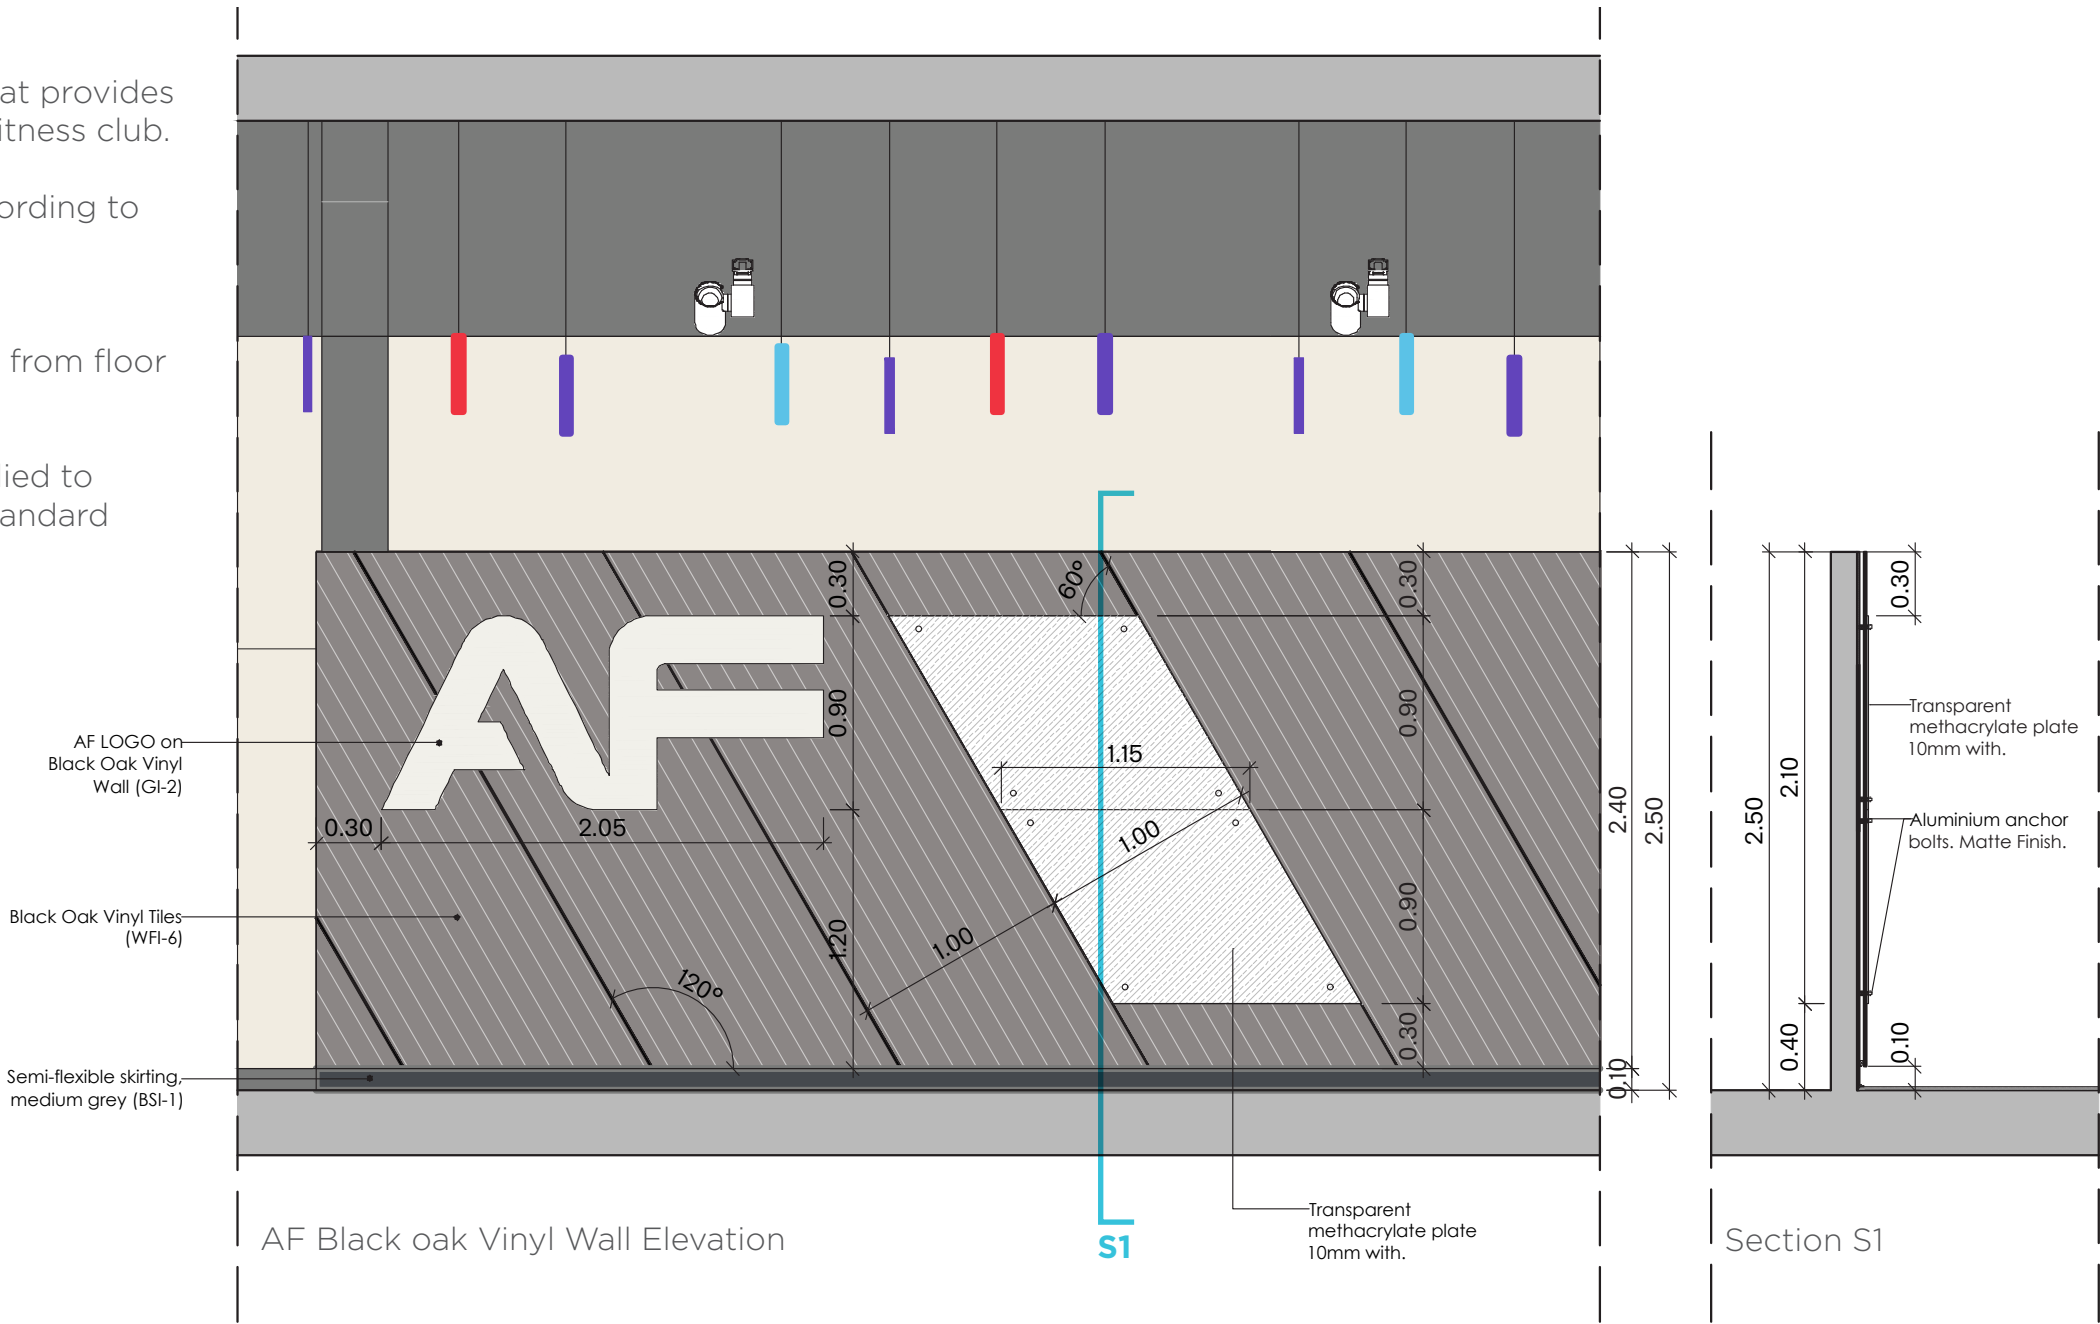 at provides
itness club.
ording to
from floor
lied to
andard
AF
AF LOGO on
Black Oak Vinyl
Wall (GI-2)
Black Oak Vinyl Tiles
(WFI-6)
Semi-flexible skirting,
medium grey (BSI-1)
0.30
2.05
0.30
0.90
1.20
120°
1.00
1.00
1.15
60°
0.30
0.90
0.90
0.30
2.40
0.10
2.50
AF Black oak Vinyl Wall Elevation
S1
Transparent
methacrylate plate
10mm with.
2.50
2.10
0.40
0.30
0.10
Transparent
methacrylate plate
10mm with.
Aluminium anchor
bolts. Matte Finish.
Section S1